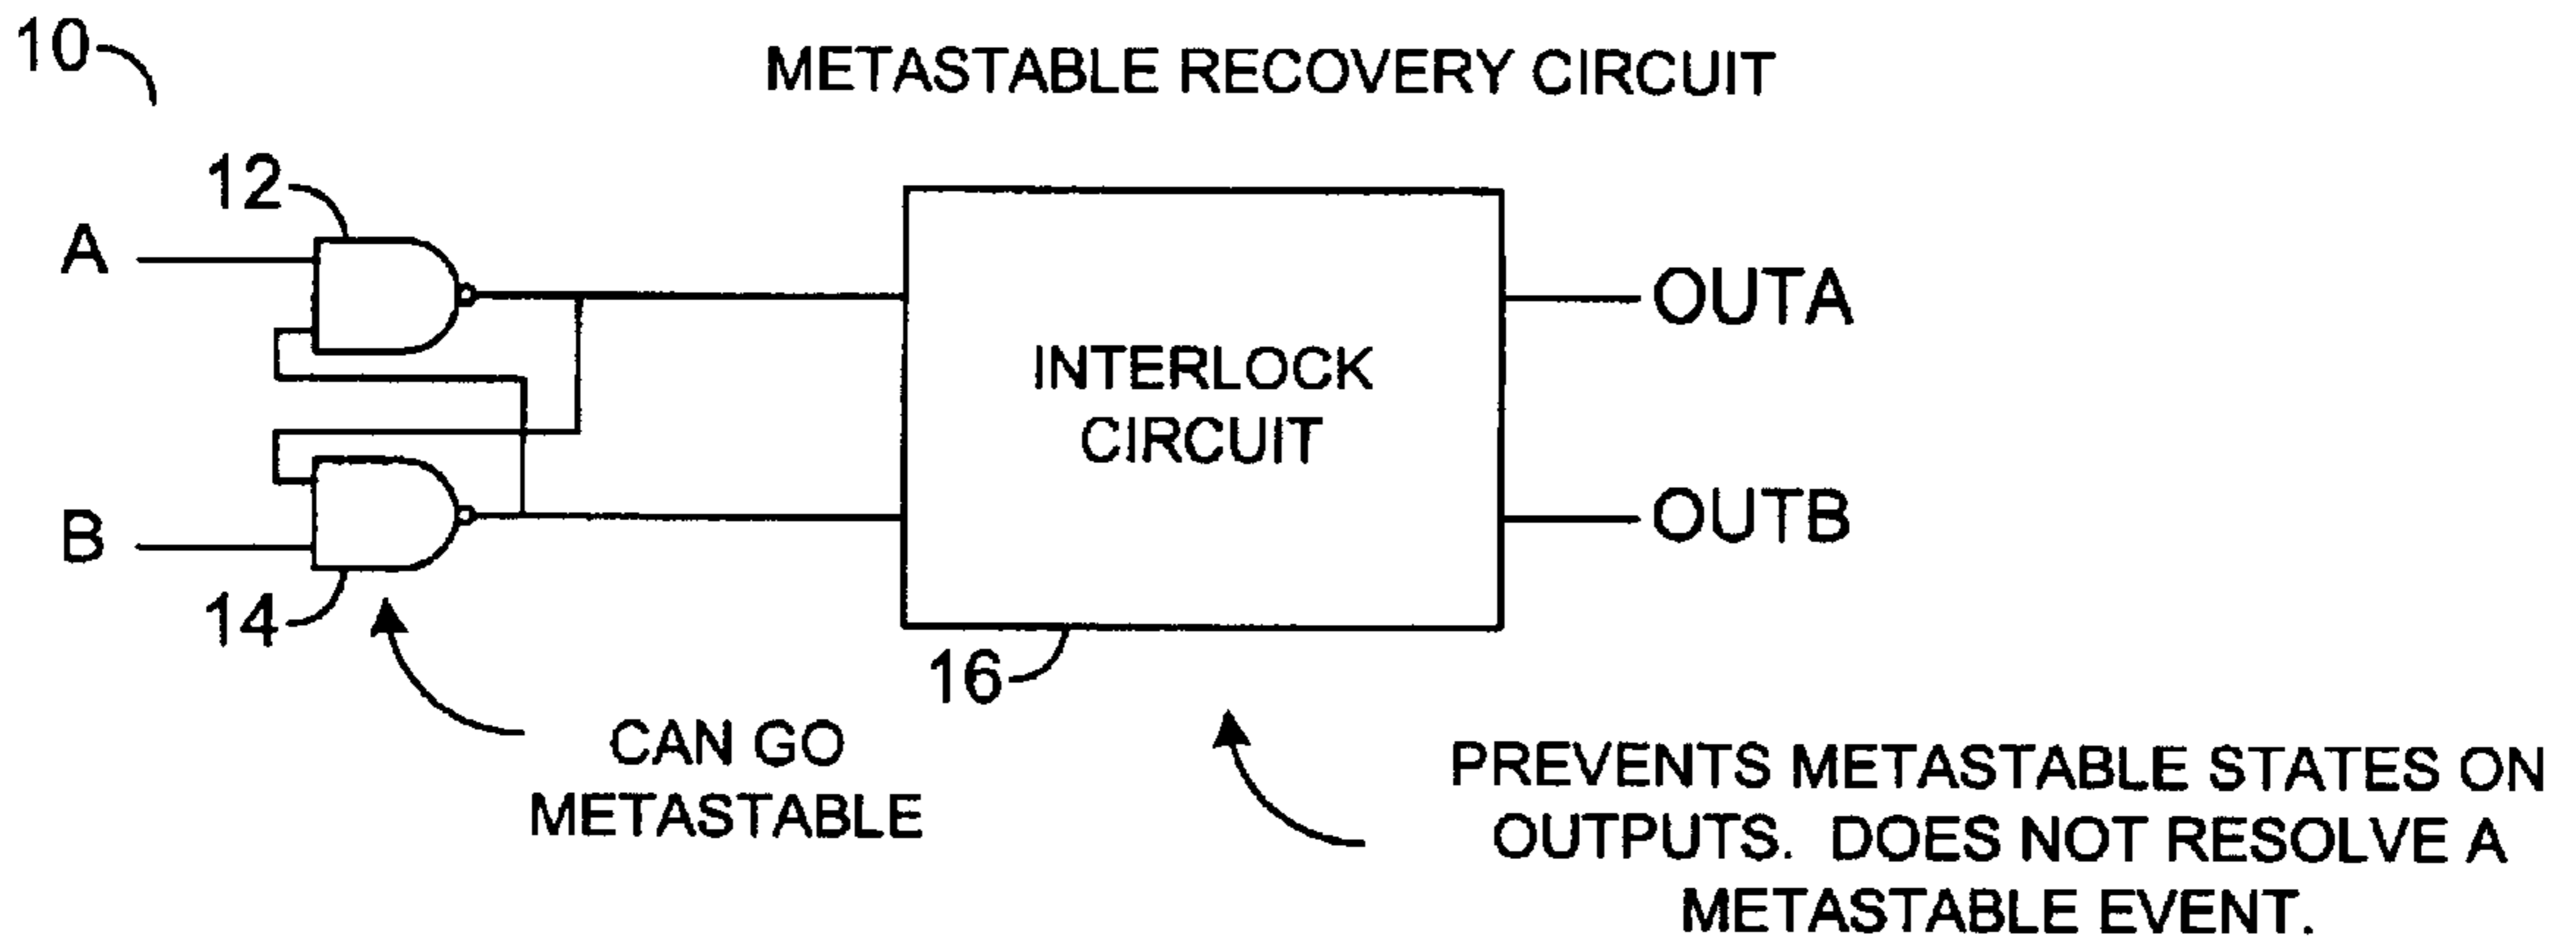 10
METASTABLE RECOVERY CIRCUIT
12
A
OUTA
INTERLOCK
CIRCUIT
B
OUTB
14
16
CAN GO
METASTABLE
PREVENTS METASTABLE STATES ON
OUTPUTS. DOES NOT RESOLVE A
METASTABLE EVENT.